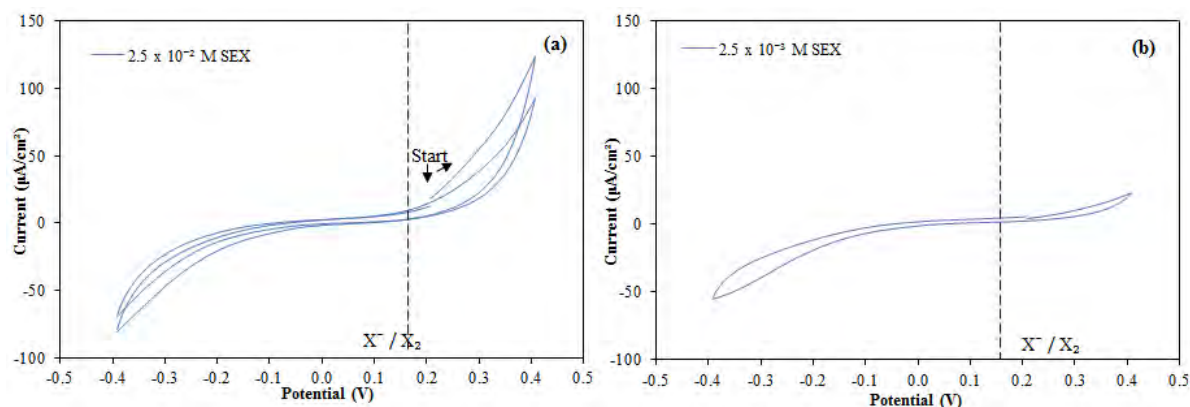 (a)
2.5 x 10⁻² M SEX
Current (µA/cm²)
150
100
50
0
-50
-100
Start
X⁻ / X₂
-0.5 -0.4 -0.3 -0.2 -0.1 0.0 0.1 0.2 0.3 0.4 0.5
Potential (V)
(b)
2.5 x 10⁻³ M SEX
Current (µA/cm²)
150
100
50
0
-50
-100
X⁻ / X₂
-0.5 -0.4 -0.3 -0.2 -0.1 0.0 0.1 0.2 0.3 0.4 0.5
Potential (V)